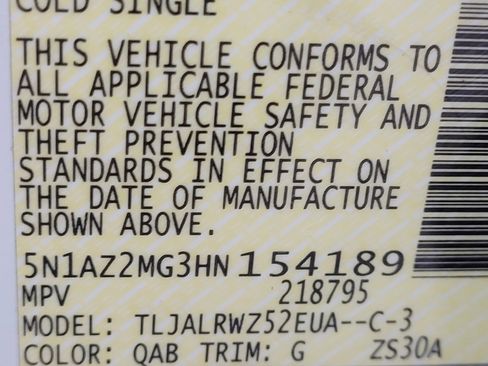 COLD SINGLE
THIS VEHICLE CONFORMS TO
ALL APPLICABLE FEDERAL
MOTOR VEHICLE SAFETY AND
THEFT PREVENTION
STANDARDS IN EFFECT ON
THE DATE OF MANUFACTURE
SHOWN ABOVE.
5N1AZ2MG3HN154189
MPV 218795
MODEL: TLJALRWZ52EUA--C-3
COLOR: QAB TRIM: G ZS30A